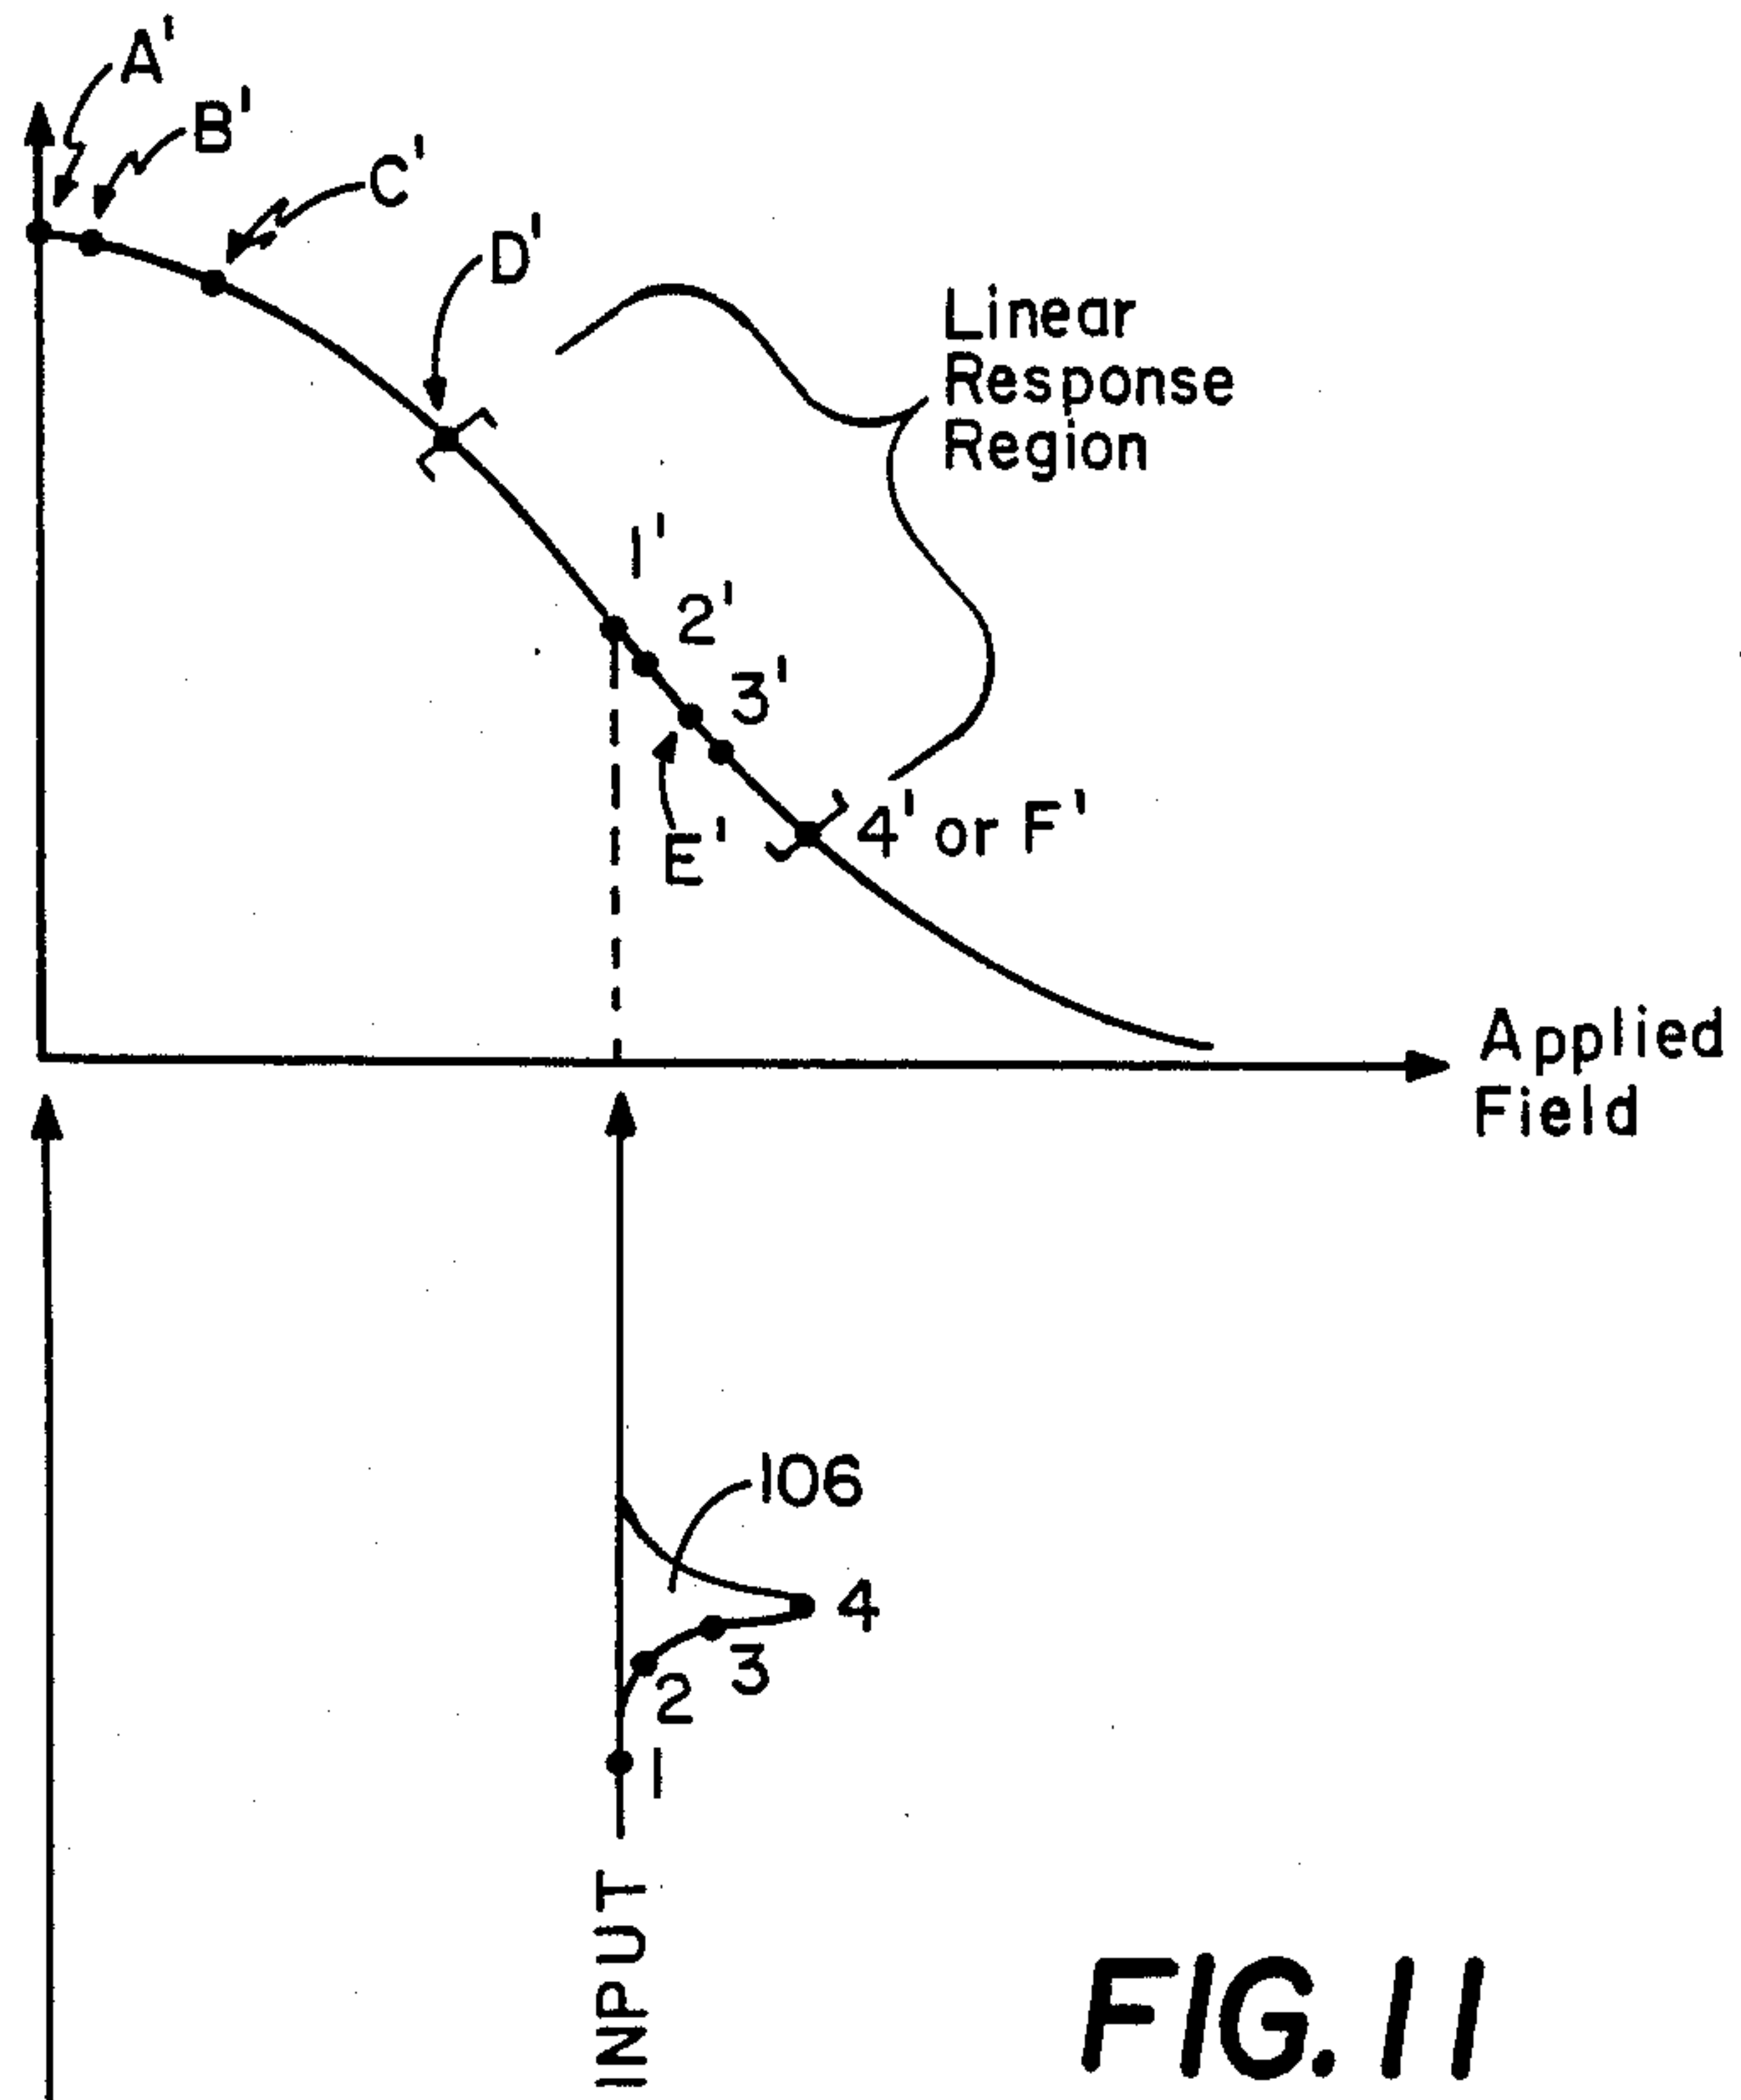 A'
B'
C'
D'
Linear
Response
Region
1'
2'
3'
E'
4' or F'
Applied
Field
106
4
3
2
1
INPUT
FIG. 11